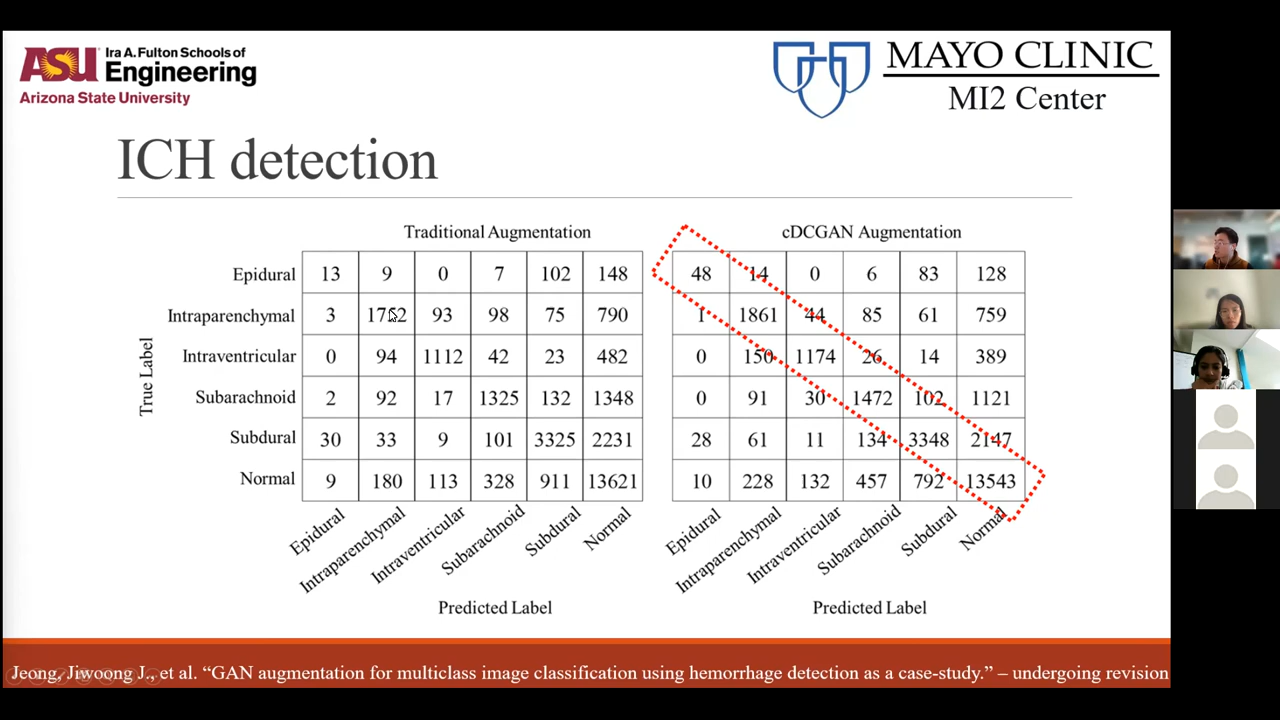 ASU Ira A. Fulton Schools of
Engineering
Arizona State University
MAYO CLINIC
MI2 Center
ICH detection
Traditional Augmentation
cDCGAN Augmentation
True Label
Epidural 13 9 0 7 102 148 48 14 0 6 83 128
Intraparenchymal 3 1752 93 98 75 790 1 1861 44 85 61 759
Intraventricular 0 94 1112 42 23 482 0 150 1174 26 14 389
Subarachnoid 2 92 17 1325 132 1348 0 91 30 1472 102 1121
Subdural 30 33 9 101 3325 2231 28 61 11 134 3348 2147
Normal 9 180 113 328 911 13621 10 228 132 457 792 13543
Epidural Intraparenchymal Intraventricular Subarachnoid Subdural Normal
Epidural Intraparenchymal Intraventricular Subarachnoid Subdural Normal
Predicted Label
Predicted Label
Jeong, Jiwoong J., et al. “GAN augmentation for multiclass image classification using hemorrhage detection as a case-study.” – undergoing revision